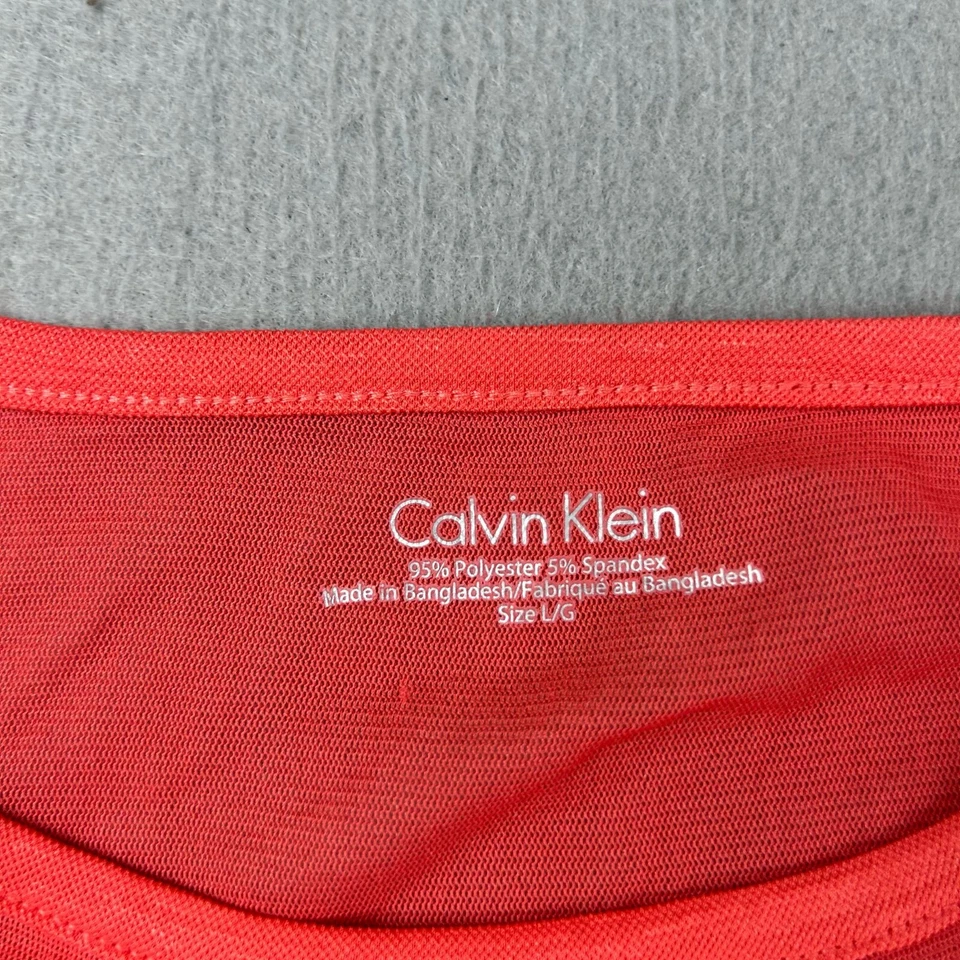 Calvin Klein
95% Polyester 5% Spandex
Made in Bangladesh/Fabriqué au Bangladesh
Size L/G